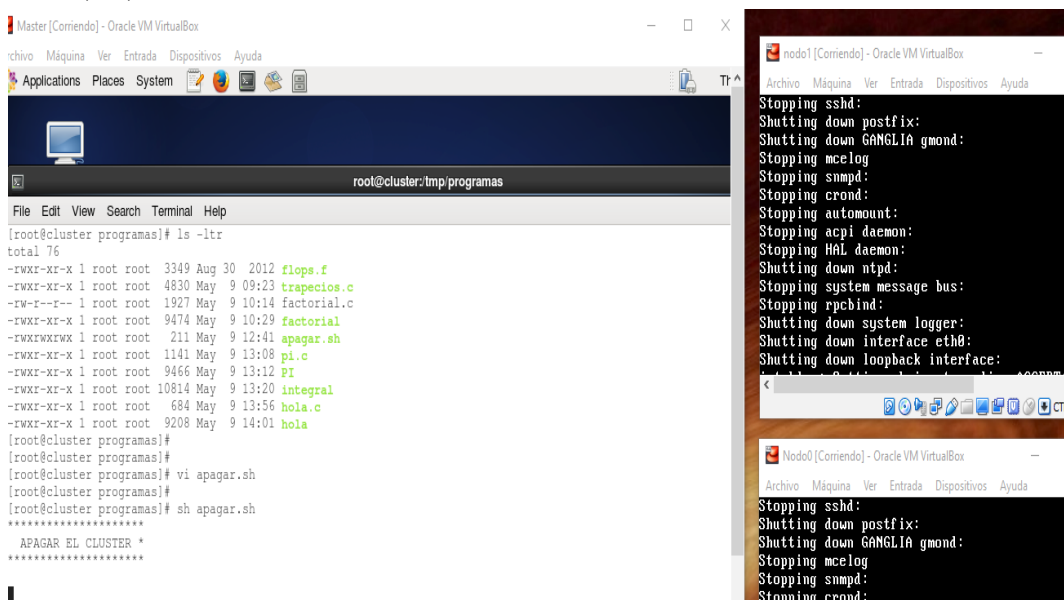 Master [Corriendo] - Oracle VM VirtualBox
rchivo Máquina Ver Entrada Dispositivos Ayuda
Applications Places System
root@cluster:/tmp/programas
File Edit View Search Terminal Help
[root@cluster programas]# ls -ltr
total 76
-rwxr-xr-x 1 root root 3349 Aug 30 2012 flops.f
-rwxr-xr-x 1 root root 4830 May 9 09:23 trapecios.c
-rw-r--r-- 1 root root 1927 May 9 10:14 factorial.c
-rwxr-xr-x 1 root root 9474 May 9 10:29 factorial
-rwxrwxrwx 1 root root 211 May 9 12:41 apagar.sh
-rwxr-xr-x 1 root root 1141 May 9 13:08 pi.c
-rwxr-xr-x 1 root root 9466 May 9 13:12 PI
-rwxr-xr-x 1 root root 10814 May 9 13:20 integral
-rwxr-xr-x 1 root root 684 May 9 13:56 hola.c
-rwxr-xr-x 1 root root 9208 May 9 14:01 hola
[root@cluster programas]#
[root@cluster programas]#
[root@cluster programas]# vi apagar.sh
[root@cluster programas]#
[root@cluster programas]# sh apagar.sh
*********************
APAGAR EL CLUSTER *
*********************
nodo1 [Corriendo] - Oracle VM VirtualBox
Archivo Máquina Ver Entrada Dispositivos Ayuda
Stopping sshd:
Shutting down postfix:
Shutting down GANGLIA gmond:
Stopping mcelog
Stopping snmpd:
Stopping crond:
Stopping automount:
Stopping acpi daemon:
Stopping HAL daemon:
Shutting down ntpd:
Stopping system message bus:
Stopping rpcbind:
Shutting down system logger:
Shutting down interface eth0:
Shutting down loopback interface:
Nodo0 [Corriendo] - Oracle VM VirtualBox
Archivo Máquina Ver Entrada Dispositivos Ayuda
Stopping sshd:
Shutting down postfix:
Shutting down GANGLIA gmond:
Stopping mcelog
Stopping snmpd:
Stopping crond: